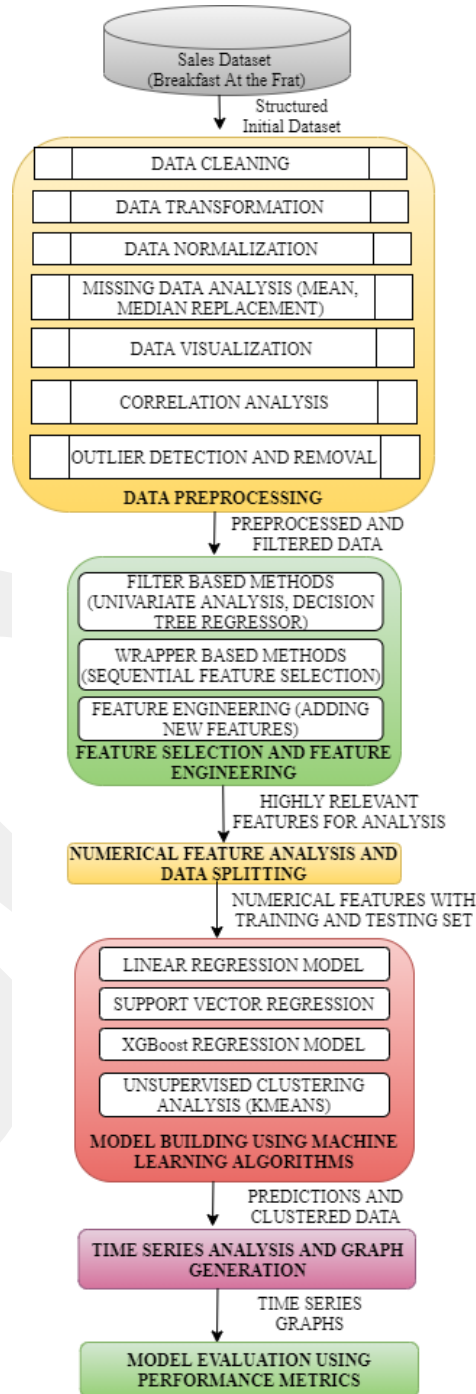 Sales Dataset
(Breakfast At the Frat)
Structured
Initial Dataset
DATA CLEANING
DATA TRANSFORMATION
DATA NORMALIZATION
MISSING DATA ANALYSIS (MEAN,
MEDIAN REPLACEMENT)
DATA VISUALIZATION
CORRELATION ANALYSIS
OUTLIER DETECTION AND REMOVAL
DATA PREPROCESSING
PREPROCESSED AND
FILTERED DATA
FILTER BASED METHODS
(UNIVARIATE ANALYSIS, DECISION
TREE REGRESSOR)
WRAPPER BASED METHODS
(SEQUENTIAL FEATURE SELECTION)
FEATURE ENGINEERING (ADDING
NEW FEATURES)
FEATURE SELECTION AND FEATURE
ENGINEERING
HIGHLY RELEVANT
FEATURES FOR ANALYSIS
NUMERICAL FEATURE ANALYSIS AND
DATA SPLITTING
NUMERICAL FEATURES WITH
TRAINING AND TESTING SET
LINEAR REGRESSION MODEL
SUPPORT VECTOR REGRESSION
XGBoost REGRESSION MODEL
UNSUPERVISED CLUSTERING
ANALYSIS (KMEANS)
MODEL BUILDING USING MACHINE
LEARNING ALGORITHMS
PREDICTIONS AND
CLUSTERED DATA
TIME SERIES ANALYSIS AND GRAPH
GENERATION
TIME SERIES
GRAPHS
MODEL EVALUATION USING
PERFORMANCE METRICS